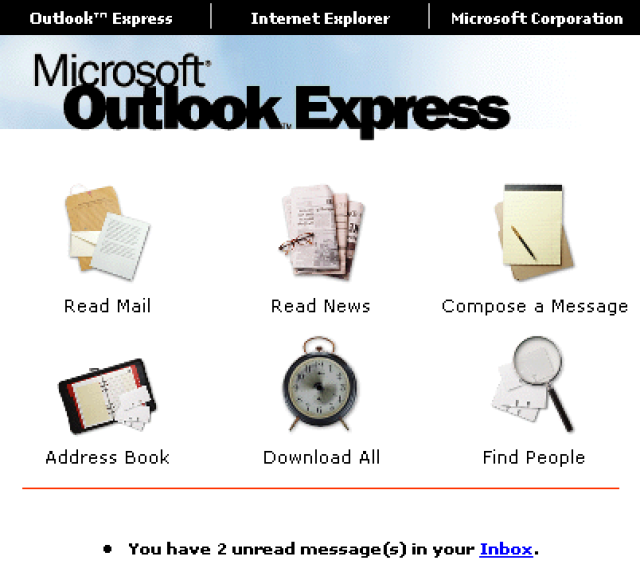 Outlook™ Express Internet Explorer Microsoft Corporation
Microsoft®
Outlook™ Express
Read Mail Read News Compose a Message
Address Book Download All Find People
• You have 2 unread message(s) in your Inbox.